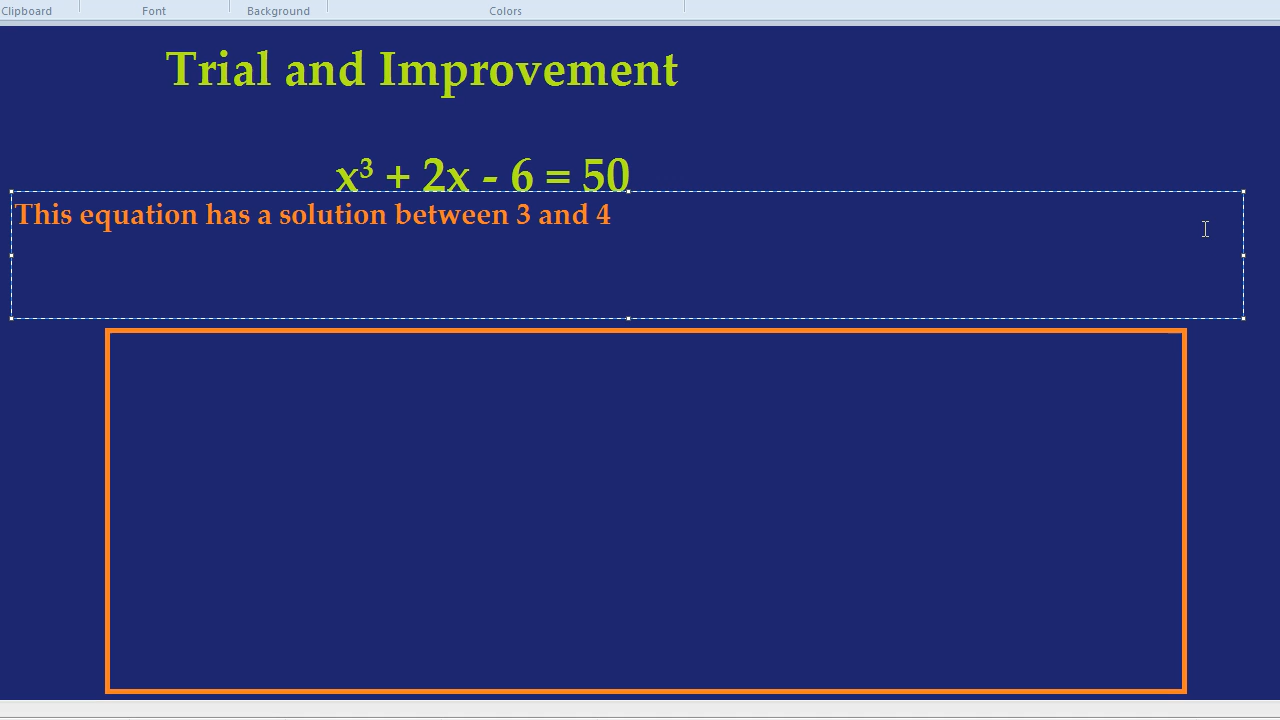 Clipboard Font Background Colors
Trial and Improvement
x³ + 2x - 6 = 50
This equation has a solution between 3 and 4